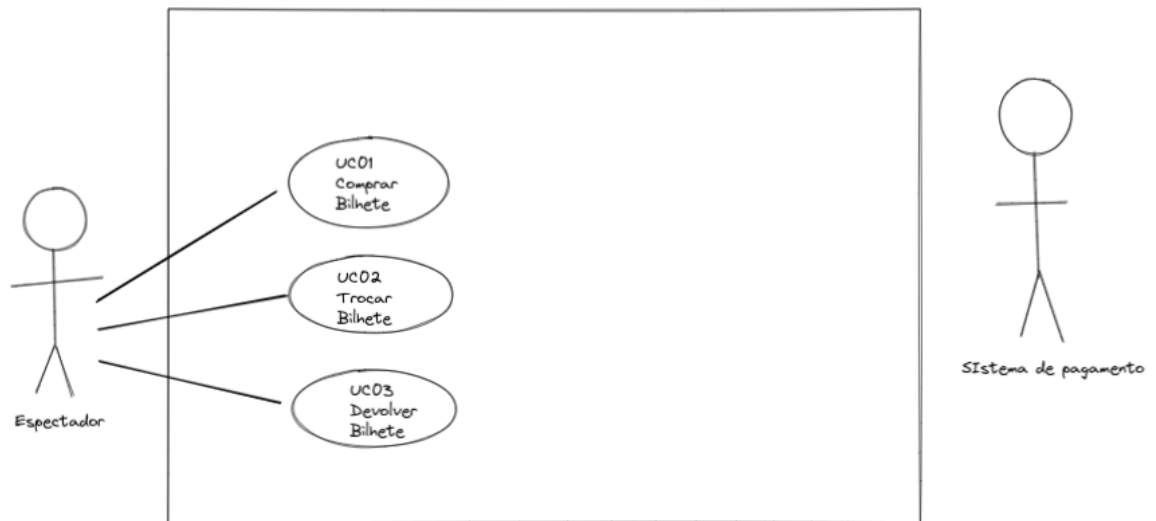 UC01
Comprar
Bilhete
UC02
Trocar
Bilhete
UC03
Devolver
Bilhete
Espectador
SIstema de pagamento